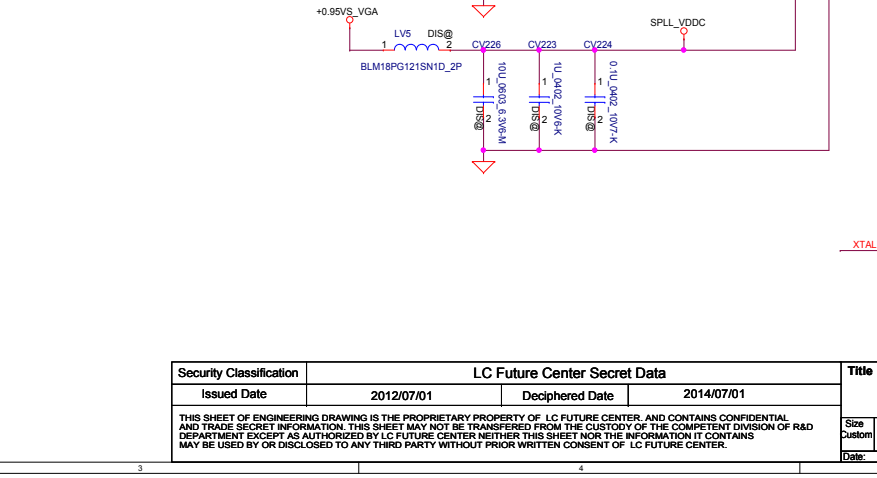 +0.95VS_VGA
SPLL_VDDC
LV5 DIS@
1 2 CV226 CV223 CV224
BLM18PG121SN1D_2P
1 10U_0603_6.3V6-M 1 1U_0402_10V6-K 1 0.1U_0402_10V7-K
DIS@ 2 DIS@ 2 DIS@ 2
XTAL
Security Classification LC Future Center Secret Data Title
Issued Date 2012/07/01 Deciphered Date 2014/07/01
THIS SHEET OF ENGINEERING DRAWING IS THE PROPRIETARY PROPERTY OF LC FUTURE CENTER. AND CONTAINS CONFIDENTIAL
AND TRADE SECRET INFORMATION. THIS SHEET MAY NOT BE TRANSFERED FROM THE CUSTODY OF THE COMPETENT DIVISION OF R&D
DEPARTMENT EXCEPT AS AUTHORIZED BY LC FUTURE CENTER NEITHER THIS SHEET NOR THE INFORMATION IT CONTAINS
MAY BE USED BY OR DISCLOSED TO ANY THIRD PARTY WITHOUT PRIOR WRITTEN CONSENT OF LC FUTURE CENTER.
Size
Custom
Date:
3 4